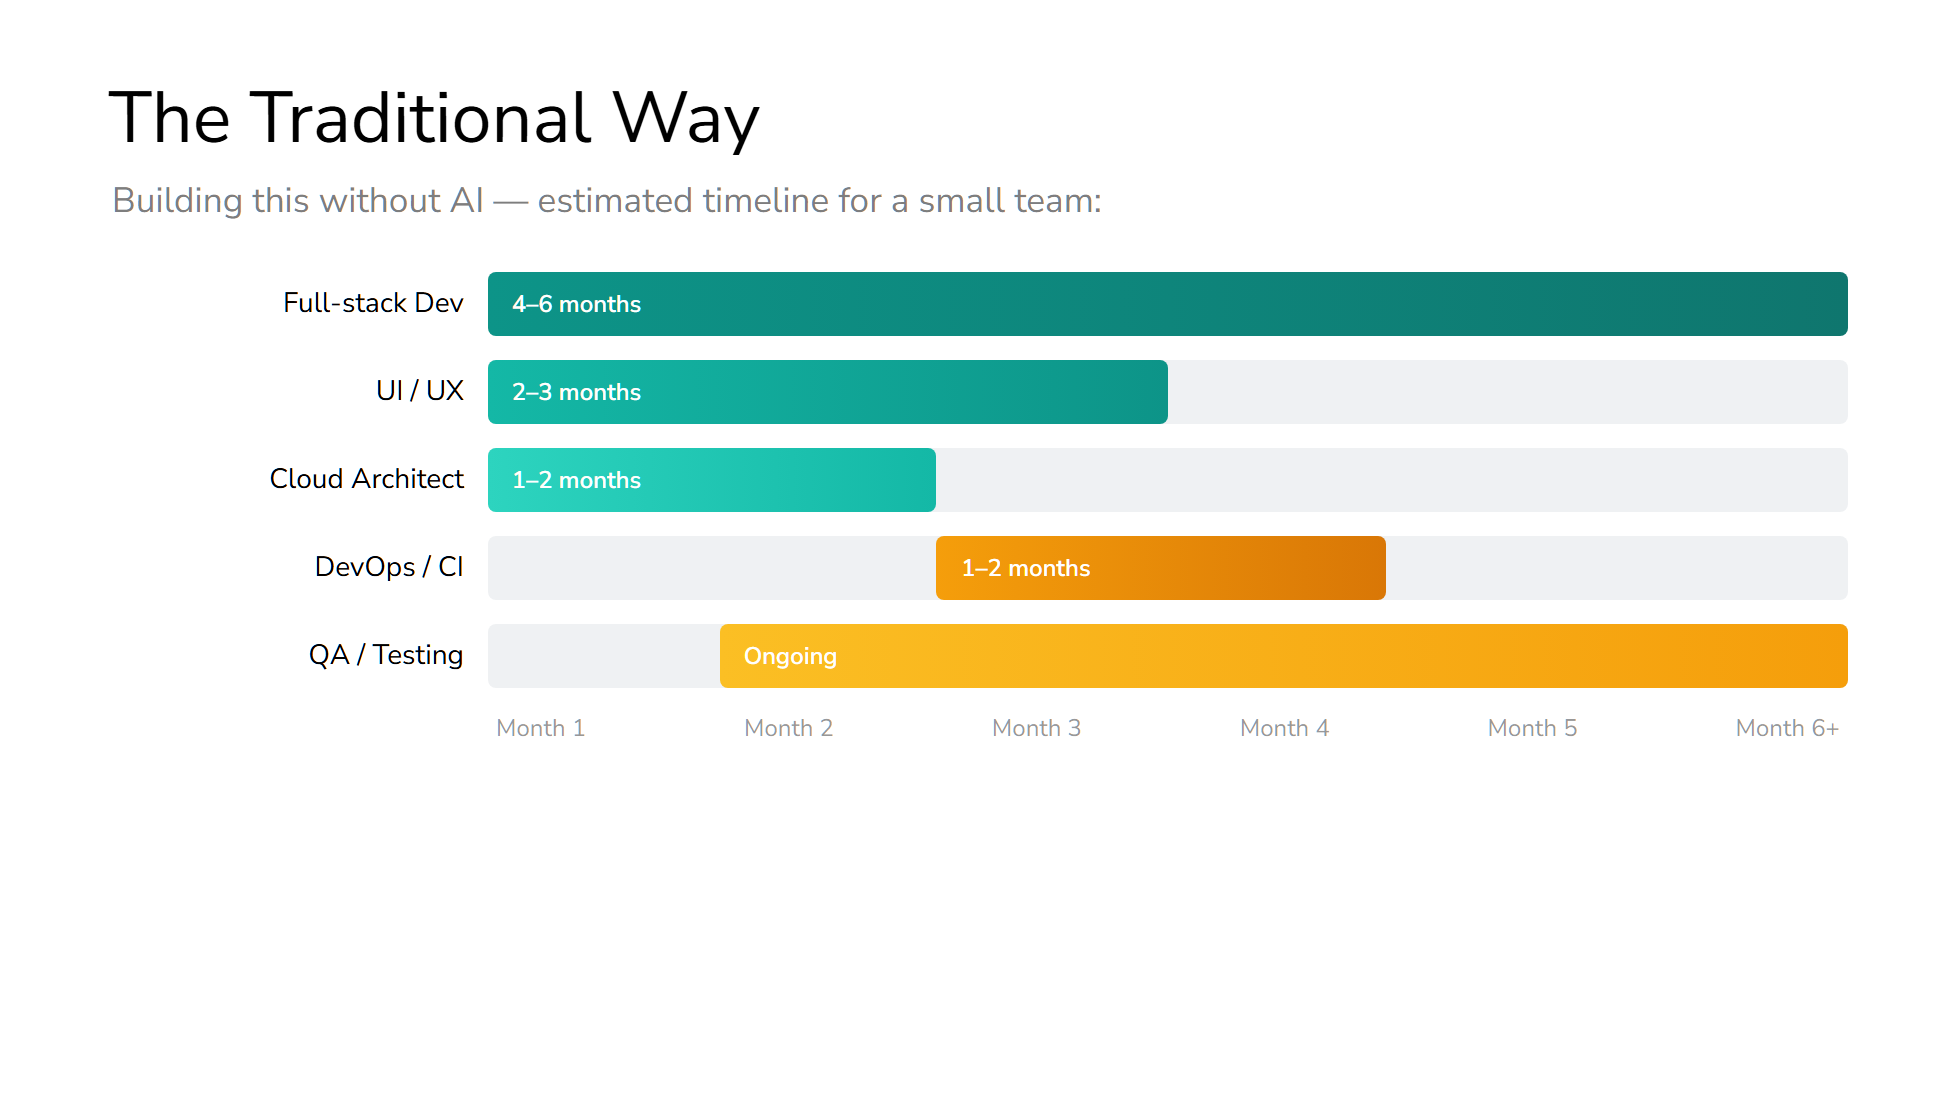 The Traditional Way
Building this without AI — estimated timeline for a small team:
Full-stack Dev
4–6 months
UI / UX
2–3 months
Cloud Architect
1–2 months
DevOps / CI
1–2 months
QA / Testing
Ongoing
Month 1
Month 2
Month 3
Month 4
Month 5
Month 6+